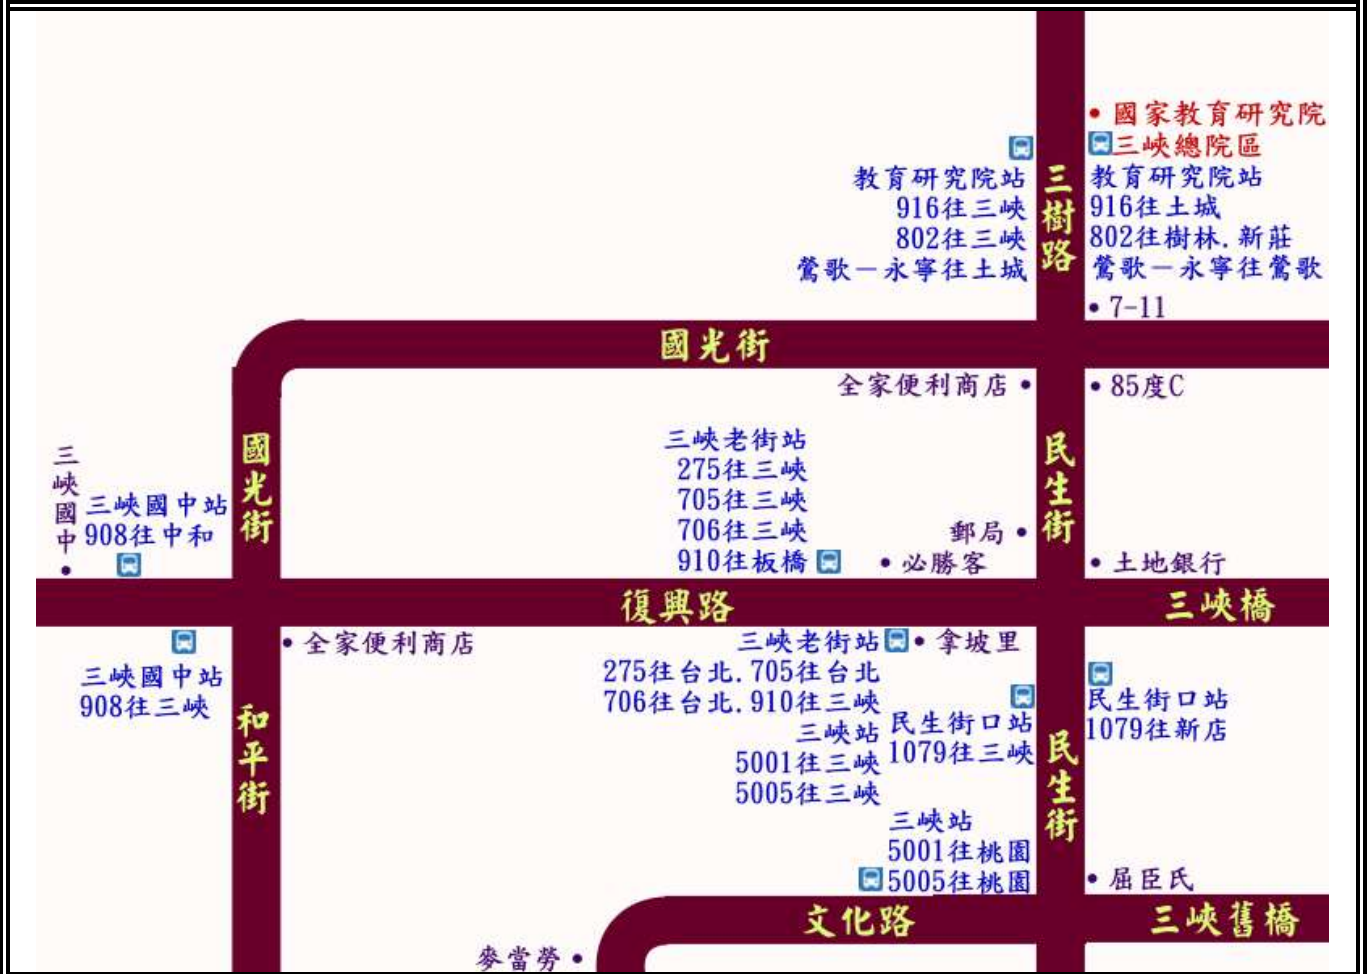 國家教育研究院
三峽總院區
教育研究院站
916往三峽
802往三峽
鶯歌－永寧往土城
三樹路
教育研究院站
916往土城
802往樹林.新莊
鶯歌－永寧往鶯歌
7-11
國光街
全家便利商店
85度C
三峽國中
三峽國中站
908往中和
國光街
三峽老街站
275往三峽
705往三峽
706往三峽
910往板橋
郵局
必勝客
民生街
土地銀行
復興路
三峽橋
三峽國中站
908往三峽
全家便利商店
和平街
三峽老街站
拿坡里
275往台北.705往台北
706往台北.910往三峽
三峽站
5001往三峽
5005往三峽
民生街口站
1079往三峽
民生街口站
1079往新店
民生街
三峽站
5001往桃園
5005往桃園
屈臣氏
文化路
三峽舊橋
麥當勞